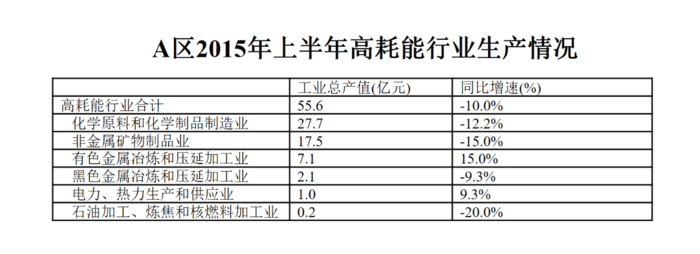 A区2015年上半年高耗能行业生产情况
工业总产值(亿元) 同比增速(%)
高耗能行业合计 55.6 -10.0%
化学原料和化学制品制造业 27.7 -12.2%
非金属矿物制品业 17.5 -15.0%
有色金属冶炼和压延加工业 7.1 15.0%
黑色金属冶炼和压延加工业 2.1 -9.3%
电力、热力生产和供应业 1.0 9.3%
石油加工、炼焦和核燃料加工业 0.2 -20.0%